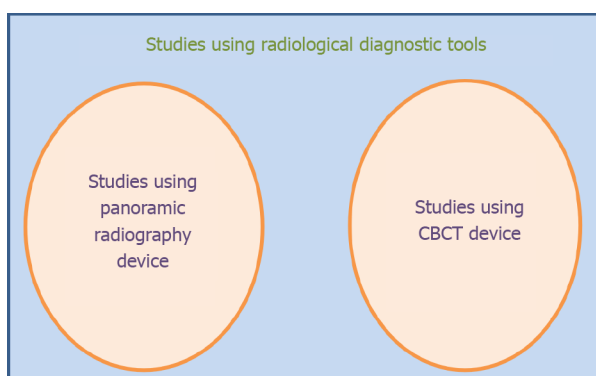 Studies using radiological diagnostic tools
Studies using
panoramic
radiography
device
Studies using
CBCT device